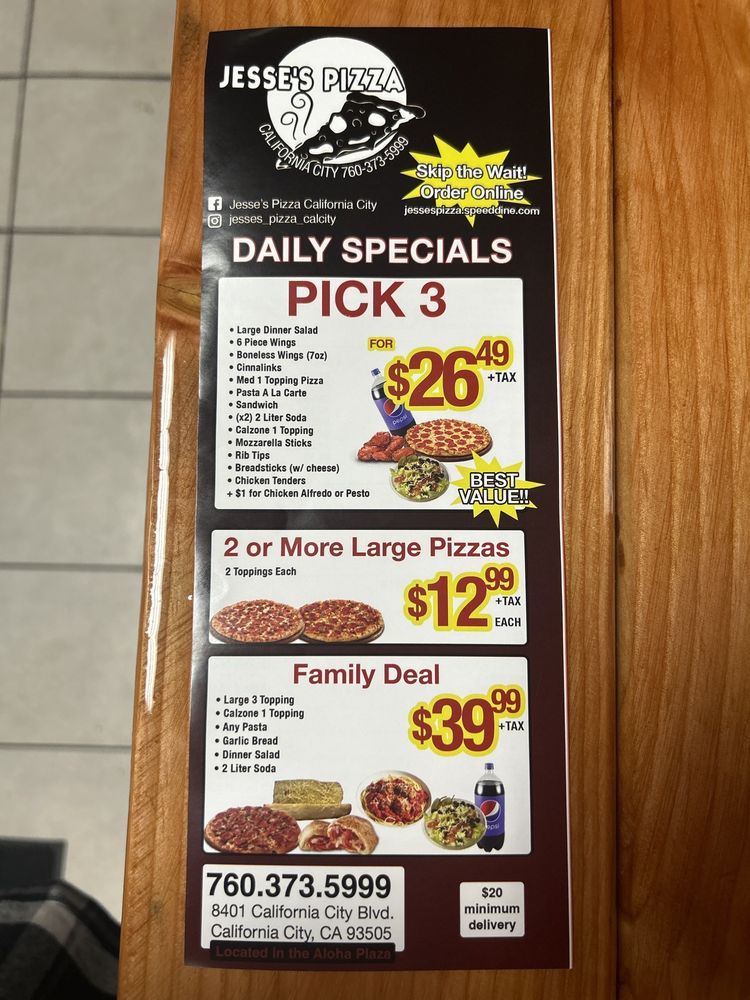 JESSE'S PIZZA
CALIFORNIA CITY 760-373-5999
Skip the Wait!
Order Online
jessespizza.speeddine.com
Jesse's Pizza California City
jesses_pizza_calcity
DAILY SPECIALS
PICK 3
• Large Dinner Salad
• 6 Piece Wings
• Boneless Wings (7oz)
• Cinnalinks
• Med 1 Topping Pizza
• Pasta A La Carte
• Sandwich
• (x2) 2 Liter Soda
• Calzone 1 Topping
• Mozzarella Sticks
• Rib Tips
• Breadsticks (w/ cheese)
• Chicken Tenders
+ $1 for Chicken Alfredo or Pesto
FOR
$26.49
+TAX
pepsi
BEST
VALUE!!
2 or More Large Pizzas
2 Toppings Each
$12.99
+TAX
EACH
Family Deal
• Large 3 Topping
• Calzone 1 Topping
• Any Pasta
• Garlic Bread
• Dinner Salad
• 2 Liter Soda
$39.99
+TAX
pepsi
760.373.5999
8401 California City Blvd.
California City, CA 93505
Located in the Aloha Plaza
$20
minimum
delivery